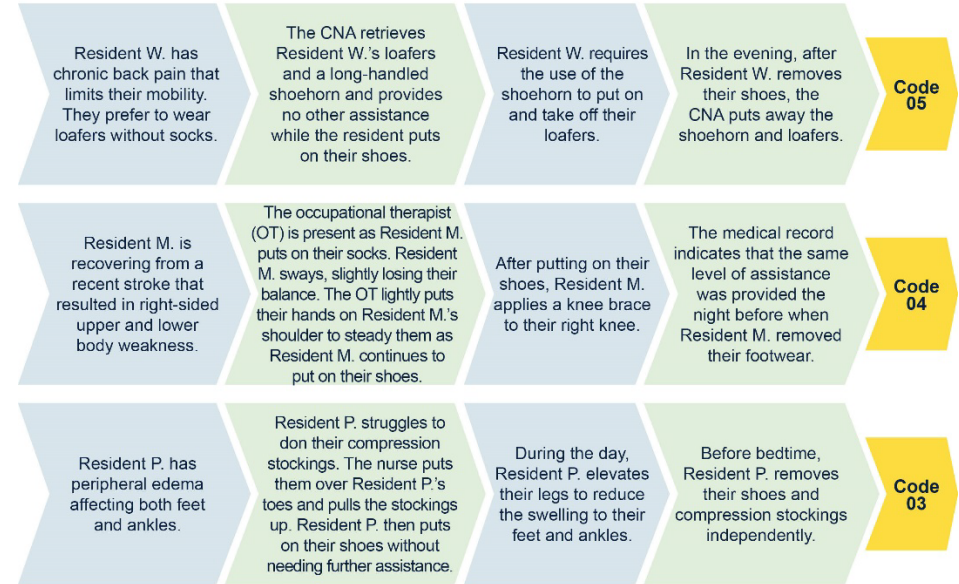 Resident W. has
chronic back pain that
limits their mobility.
They prefer to wear
loafers without socks.
The CNA retrieves
Resident W.'s loafers
and a long-handled
shoehorn and provides
no other assistance
while the resident puts
on their shoes.
Resident W. requires
the use of the
shoehorn to put on
and take off their
loafers.
In the evening, after
Resident W. removes
their shoes, the
CNA puts away the
shoehorn and loafers.
Code
05
Resident M. is
recovering from a
recent stroke that
resulted in right-sided
upper and lower
body weakness.
The occupational therapist
(OT) is present as Resident M.
puts on their socks. Resident
M. sways, slightly losing their
balance. The OT lightly puts
their hands on Resident M.'s
shoulder to steady them as
Resident M. continues to
put on their shoes.
After putting on their
shoes, Resident M.
applies a knee brace
to their right knee.
The medical record
indicates that the same
level of assistance
was provided the
night before when
Resident M. removed
their footwear.
Code
04
Resident P. has
peripheral edema
affecting both feet
and ankles.
Resident P. struggles to
don their compression
stockings. The nurse puts
them over Resident P.'s
toes and pulls the stockings
up. Resident P. then puts
on their shoes without
needing further assistance.
During the day,
Resident P. elevates
their legs to reduce
the swelling to their
feet and ankles.
Before bedtime,
Resident P. removes
their shoes and
compression stockings
independently.
Code
03